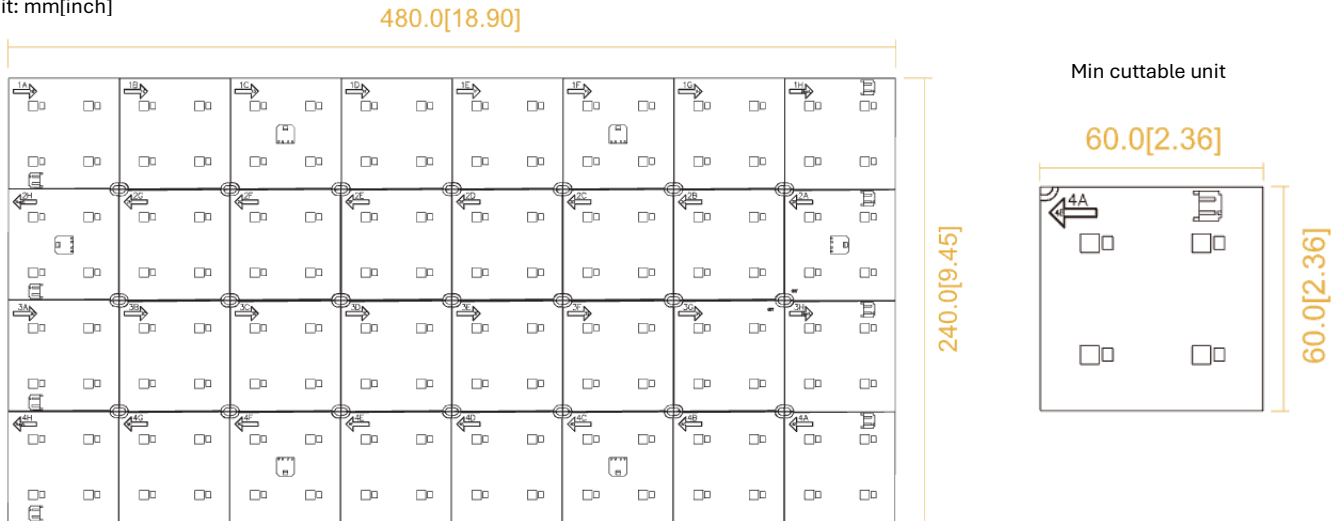 it: mm[inch]
480.0[18.90]
Min cuttable unit
60.0[2.36]
1A 1B 1C 1D 1E 1F 1G 1H
2H 2G 2F 2E 2D 2C 2B 2A
4A
240.0[9.45]
60.0[2.36]
3A 3B 3C 3D 3E 3F 3G 3H
4H 4G 4F 4E 4D 4C 4B 4A